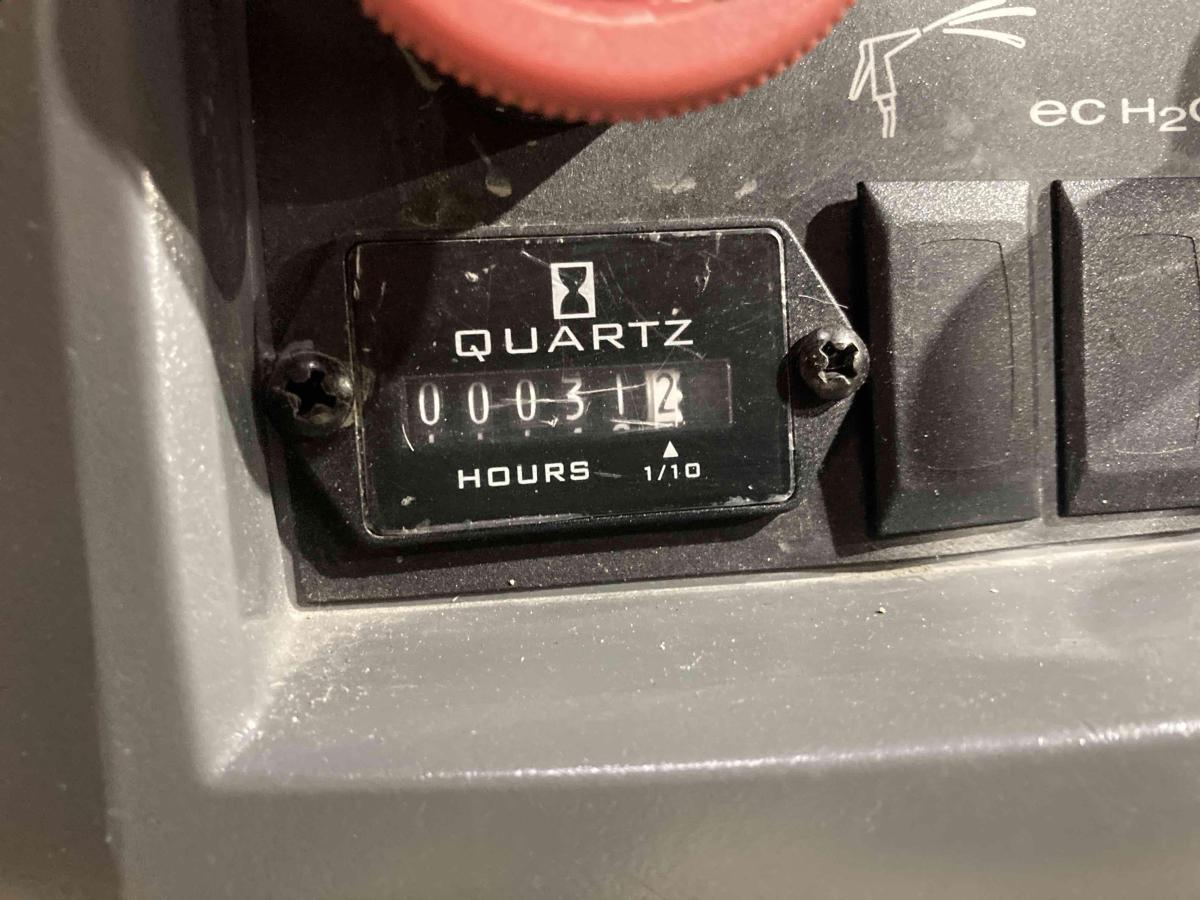 ec H2O
QUARTZ
000312
HOURS 1/10